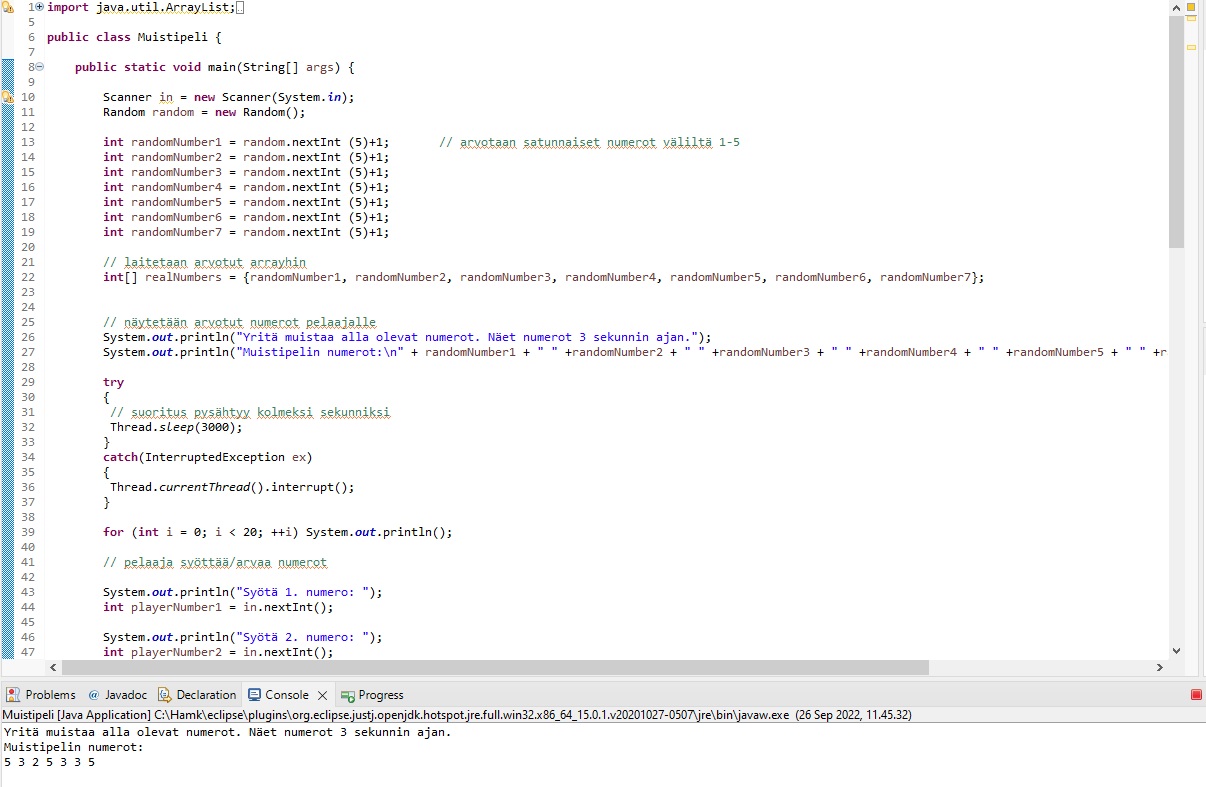 1 import java.util.ArrayList;
5
6 public class Muistipeli {
7
8 public static void main(String[] args) {
9
10 Scanner in = new Scanner(System.in);
11 Random random = new Random();
12
13 int randomNumber1 = random.nextInt (5)+1; // arvotaan satunnaiset numerot väliltä 1-5
14 int randomNumber2 = random.nextInt (5)+1;
15 int randomNumber3 = random.nextInt (5)+1;
16 int randomNumber4 = random.nextInt (5)+1;
17 int randomNumber5 = random.nextInt (5)+1;
18 int randomNumber6 = random.nextInt (5)+1;
19 int randomNumber7 = random.nextInt (5)+1;
20
21 // laitetaan arvotut arrayhin
22 int[] realNumbers = {randomNumber1, randomNumber2, randomNumber3, randomNumber4, randomNumber5, randomNumber6, randomNumber7};
23
24
25 // näytetään arvotut numerot pelaajalle
26 System.out.println("Yritä muistaa alla olevat numerot. Näet numerot 3 sekunnin ajan.");
27 System.out.println("Muistipelin numerot:\n" + randomNumber1 + " " +randomNumber2 + " " +randomNumber3 + " " +randomNumber4 + " " +randomNumber5 + " " +r
28
29 try
30 {
31 // suoritus pysähtyy kolmeksi sekunniksi
32 Thread.sleep(3000);
33 }
34 catch(InterruptedException ex)
35 {
36 Thread.currentThread().interrupt();
37 }
38
39 for (int i = 0; i < 20; ++i) System.out.println();
40
41 // pelaaja syöttää/arvaa numerot
42
43 System.out.println("Syötä 1. numero: ");
44 int playerNumber1 = in.nextInt();
45
46 System.out.println("Syötä 2. numero: ");
47 int playerNumber2 = in.nextInt();
Problems @ Javadoc Declaration Console Progress
Muistipeli [Java Application] C:\Hamk\eclipse\plugins\org.eclipse.justj.openjdk.hotspot.jre.full.win32.x86_64_15.0.1.v20201027-0507\jre\bin\javaw.exe (26 Sep 2022, 11.45.32)
Yritä muistaa alla olevat numerot. Näet numerot 3 sekunnin ajan.
Muistipelin numerot:
5 3 2 5 3 3 5